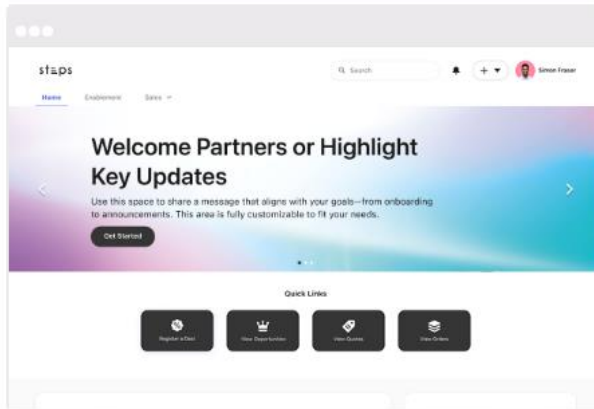 steps
Search
Simon Fraser
Home
Enablement
Sales
Welcome Partners or Highlight
Key Updates
Use this space to share a message that aligns with your goals—from onboarding
to announcements. This area is fully customizable to fit your needs.
Get Started
Quick Links
Register a Deal
View Opportunities
View Quotes
View Orders